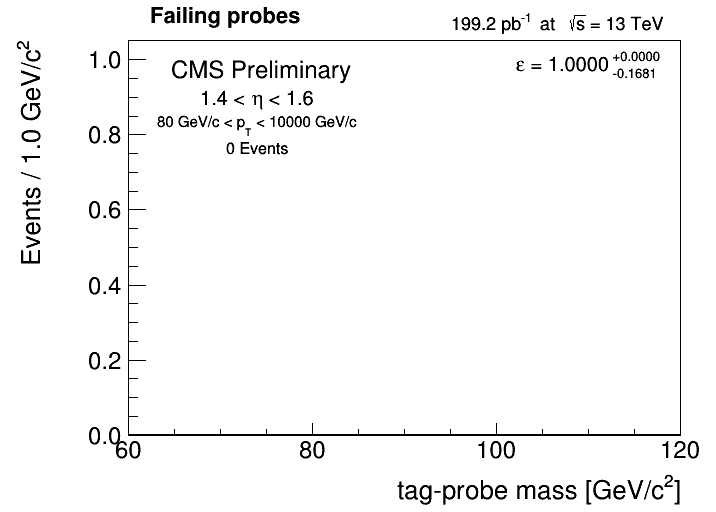 Failing probes
199.2 pb⁻¹ at √s = 13 TeV
CMS Preliminary
1.4 < η < 1.6
80 GeV/c < p_T < 10000 GeV/c
0 Events
ε = 1.0000 +0.0000 -0.1681
Events / 1.0 GeV/c²
1.0
0.8
0.6
0.4
0.2
0.0
60 80 100 120
tag-probe mass [GeV/c²]